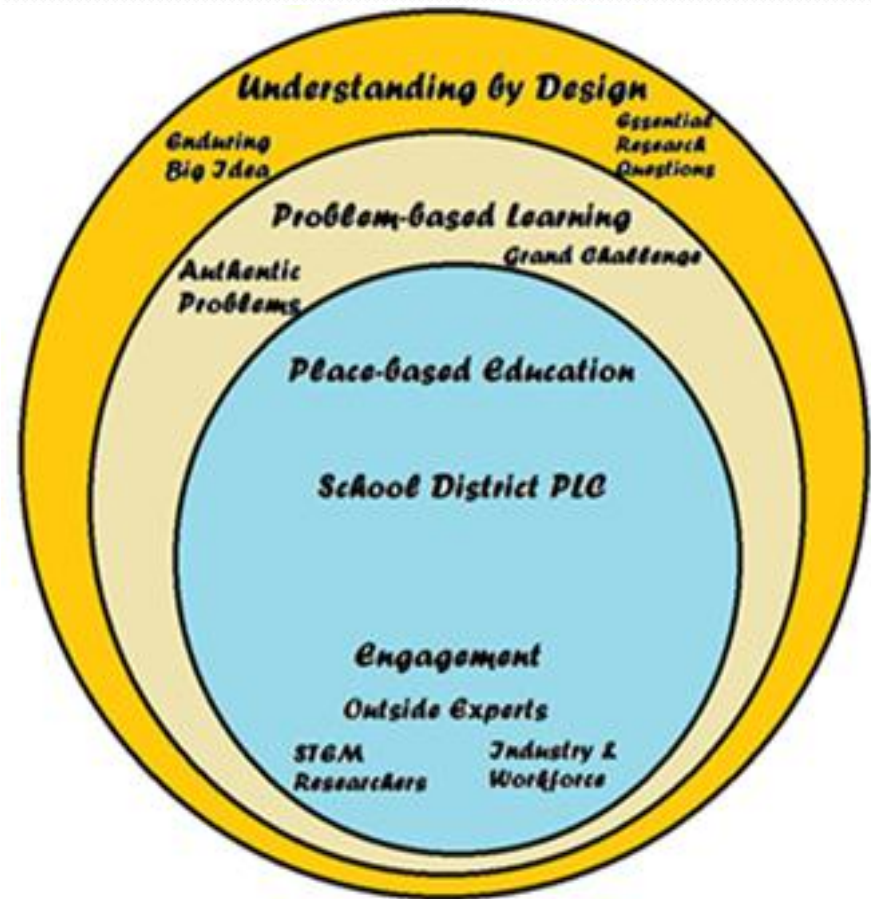 Understanding by Design
Enduring
Big Idea
Essential
Research
Questions
Problem-based Learning
Authentic
Problems
Grand Challenge
Place-based Education
School District PLC
Engagement
Outside Experts
STEM
Researchers
Industry &
Workforce